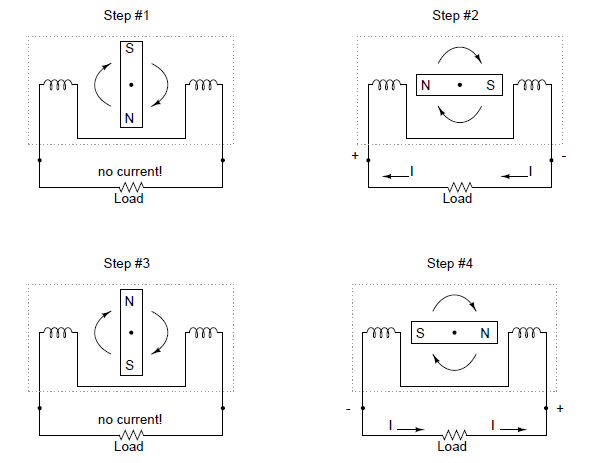 Step #1
S
N
no current!
Load
Step #2
N S
+ -
I I
Load
Step #3
N
S
no current!
Load
Step #4
S N
- +
I I
Load